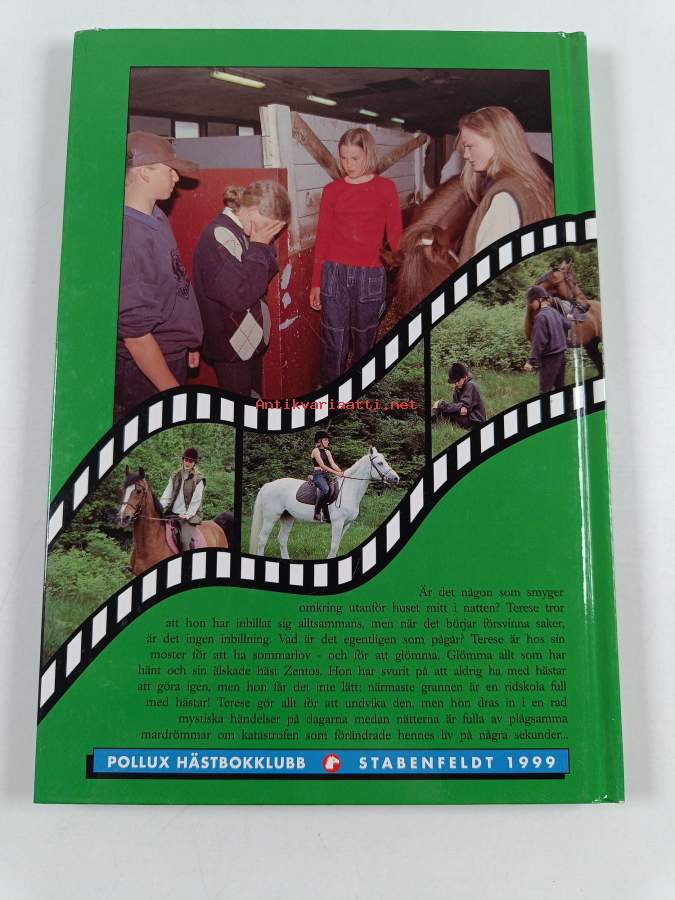 Antikvariaatti.net
Är det någon som smyger
omkring utanför huset mitt i natten? Terese tror
att hon har inbillat sig alltsammans, men när det börjar försvinna saker,
är det ingen inbillning. Vad är det egentligen som pågår? Terese är hos sin
moster för att ha sommarlov - och för att glömma. Glömma allt som har
hänt och sin älskade häst Zentos. Hon har svurit på att aldrig ha med hästar
att göra igen, men hon får det inte lätt: närmaste grannen är en ridskola full
med hästar! Terese gör allt för att undvika den, men hon dras in i en rad
mystiska händelser på dagarna medan nätterna är fulla av plågsamma
mardrömmar om katastrofen som förändrade hennes liv på några sekunder...
POLLUX HÄSTBOKKLUBB STABENFELDT 1999